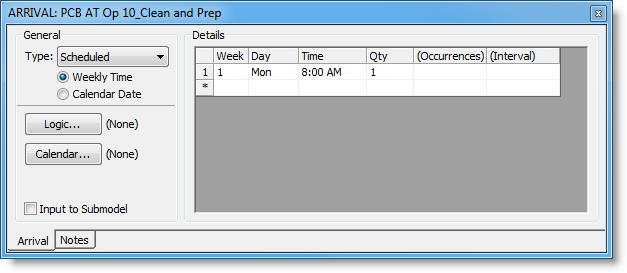 ARRIVAL: PCB AT Op 10_Clean and Prep
General
Type: Scheduled
Weekly Time
Calendar Date
Logic... (None)
Calendar... (None)
Input to Submodel
Details
Week Day Time Qty (Occurrences) (Interval)
1 1 Mon 8:00 AM 1
*
Arrival Notes